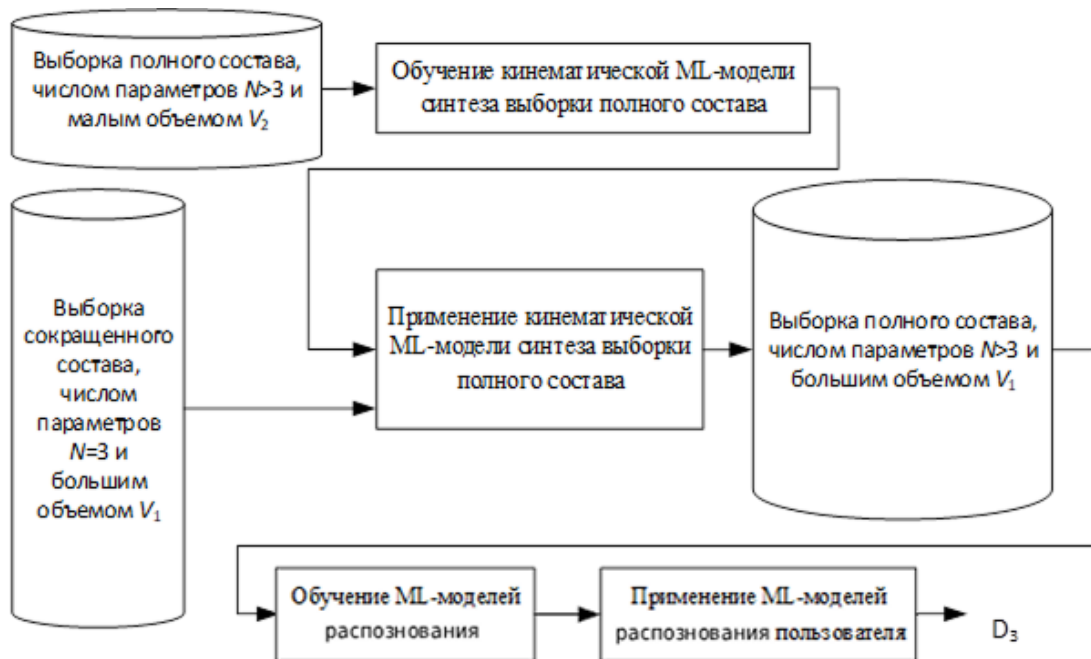 Выборка полного состава,
числом параметров N>3 и
малым объемом V₂
Обучение кинематической ML-модели
синтеза выборки полного состава
Выборка
сокращенного
состава,
числом
параметров
N=3 и
большим
объемом V₁
Применение кинематической
ML-модели синтеза выборки
полного состава
Выборка полного состава,
числом параметров N>3 и
большим объемом V₁
Обучение ML-моделей
распознования
Применение ML-моделей
распознования пользователя
D₃